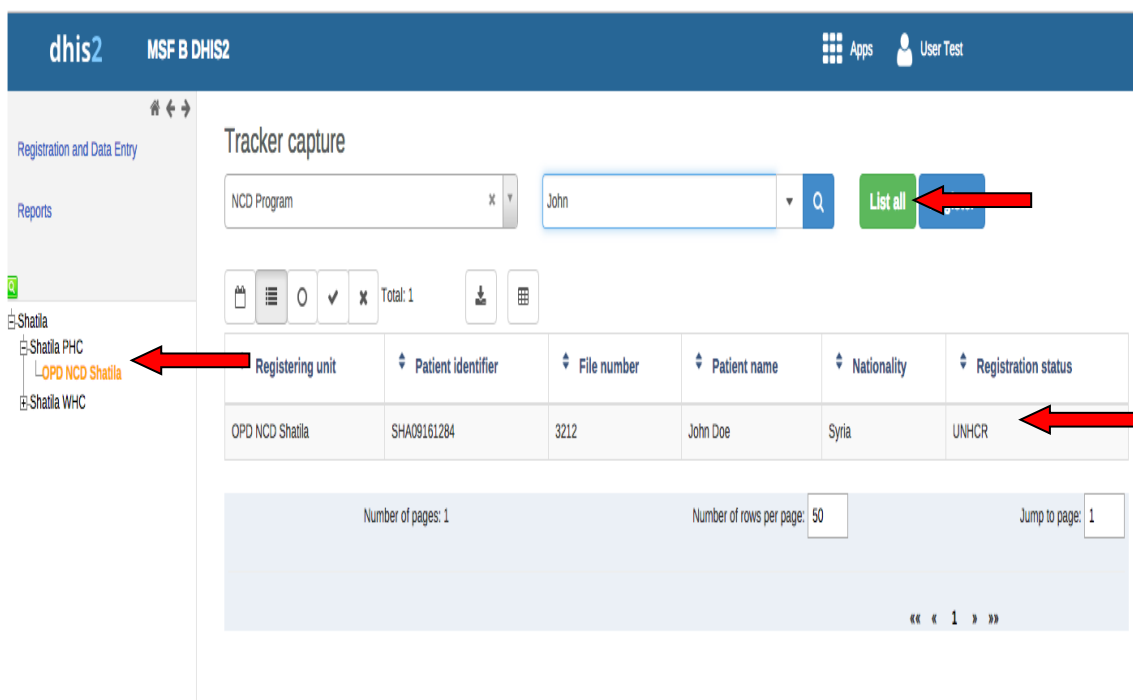 dhis2 MSF B DHIS2 Apps User Test
Registration and Data Entry
Reports
Shatila
Shatila PHC
OPD NCD Shatila
Shatila WHC
Tracker capture
NCD Program John List all
Total: 1
Registering unit Patient identifier File number Patient name Nationality Registration status
OPD NCD Shatila SHA09161284 3212 John Doe Syria UNHCR
Number of pages: 1 Number of rows per page: 50 Jump to page: 1
«« « 1 » »»